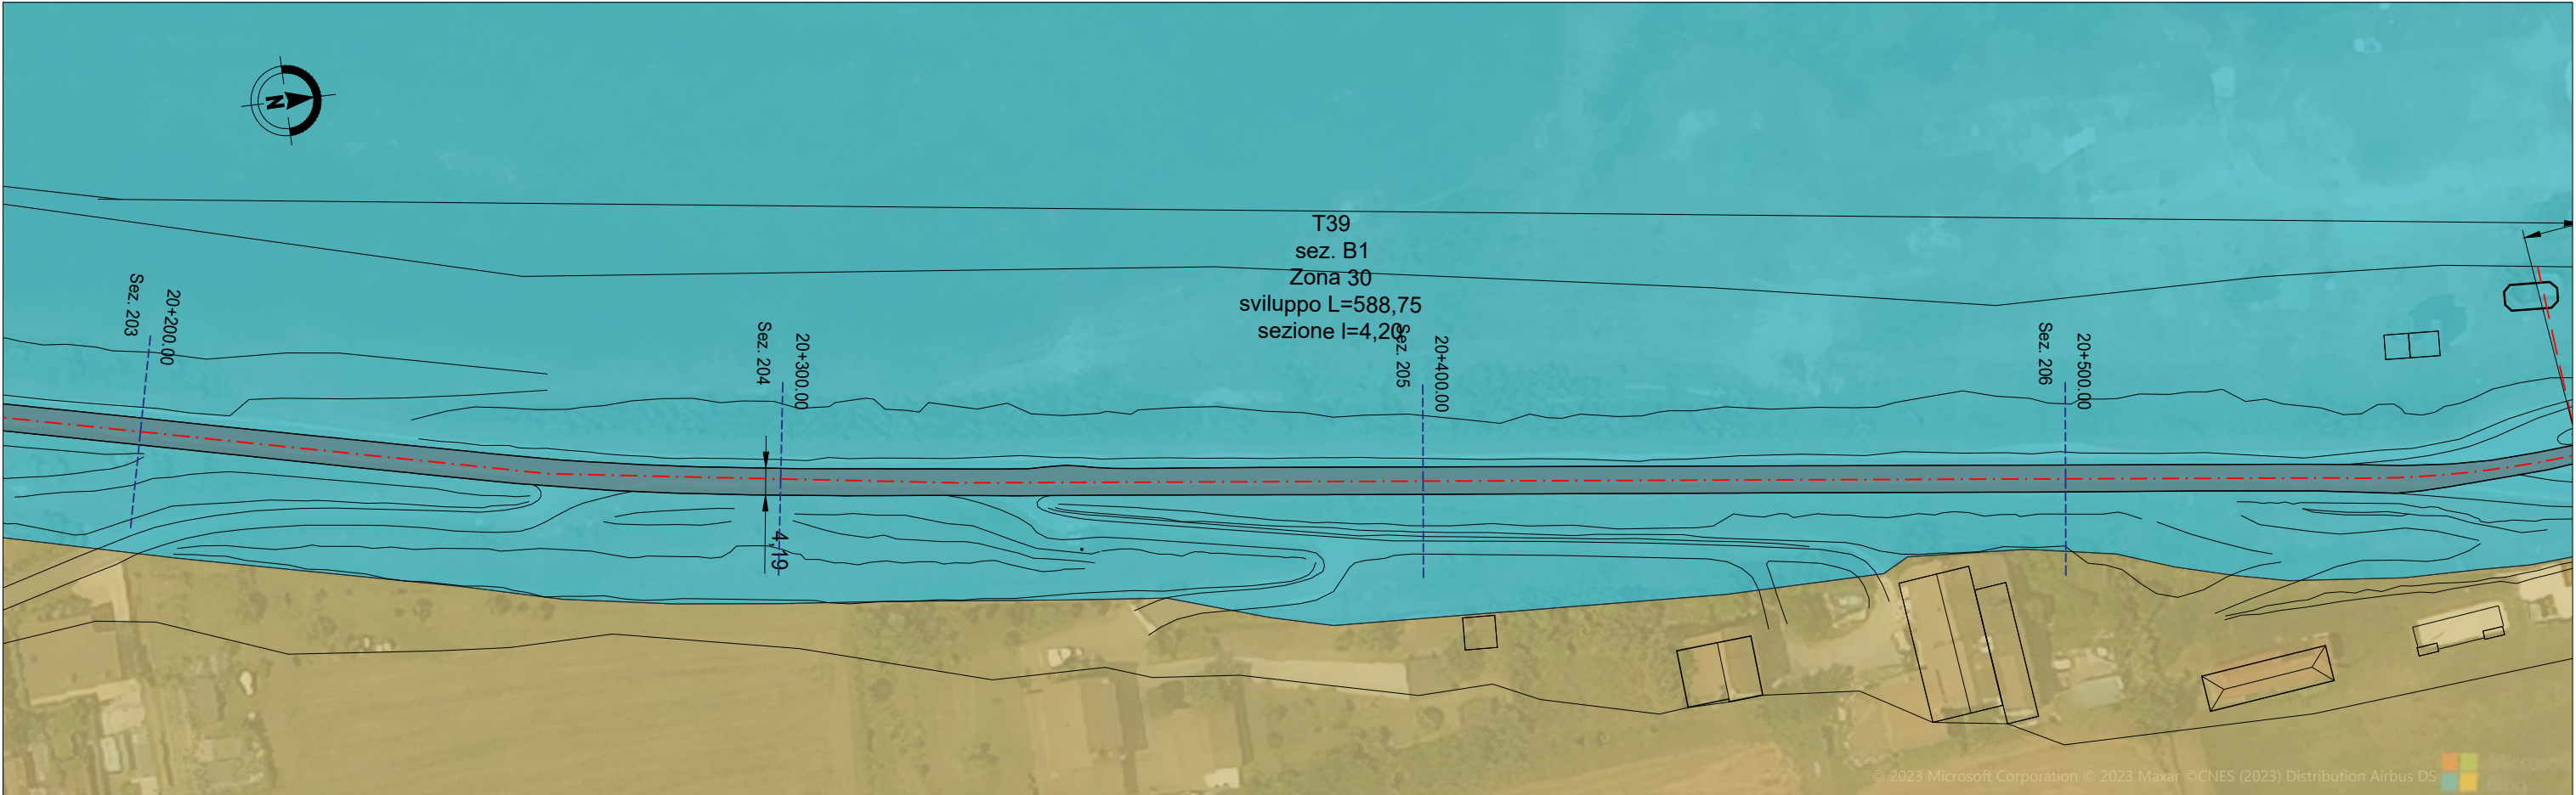 N
T39
sez. B1
Zona 30
sviluppo L=588,75
sezione l=4,20
Sez. 203
20+200.00
Sez. 204
20+300.00
Sez. 205
20+400.00
Sez. 206
20+500.00
4,19
© 2023 Microsoft Corporation © 2023 Maxar ©CNES (2023) Distribution Airbus DS
Microsoft
Bing